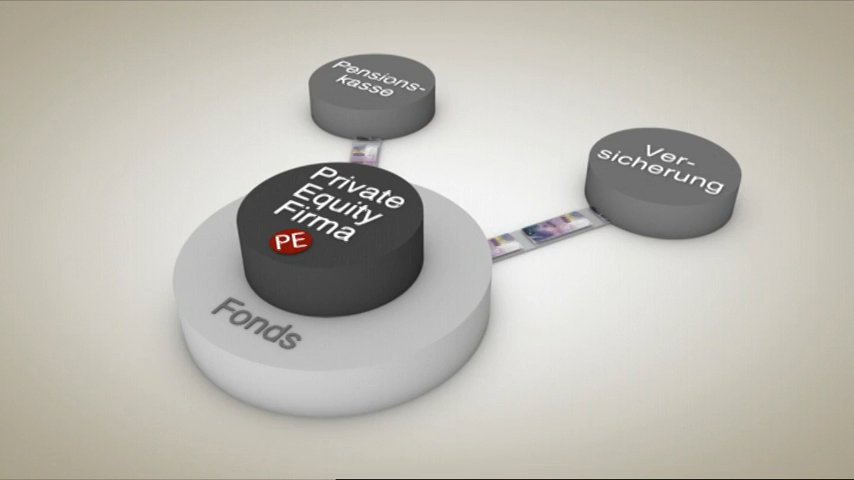 Pensions-
kasse
Ver-
sicherung
Private
Equity
Firma
PE
Fonds